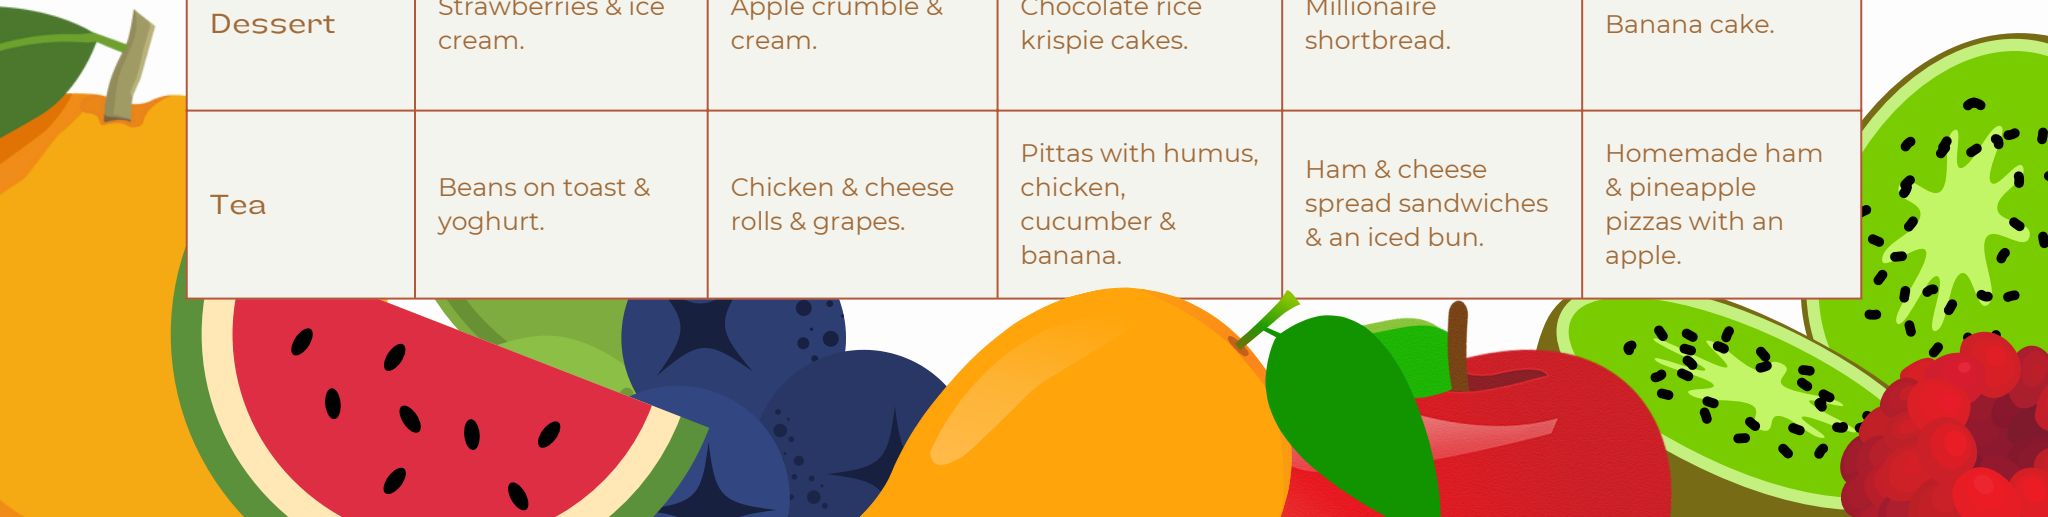 Dessert
Strawberries & ice
cream.
Apple crumble &
cream.
Chocolate rice
krispie cakes.
Millionaire
shortbread.
Banana cake.
Tea
Beans on toast &
yoghurt.
Chicken & cheese
rolls & grapes.
Pittas with humus,
chicken,
cucumber &
banana.
Ham & cheese
spread sandwiches
& an iced bun.
Homemade ham
& pineapple
pizzas with an
apple.